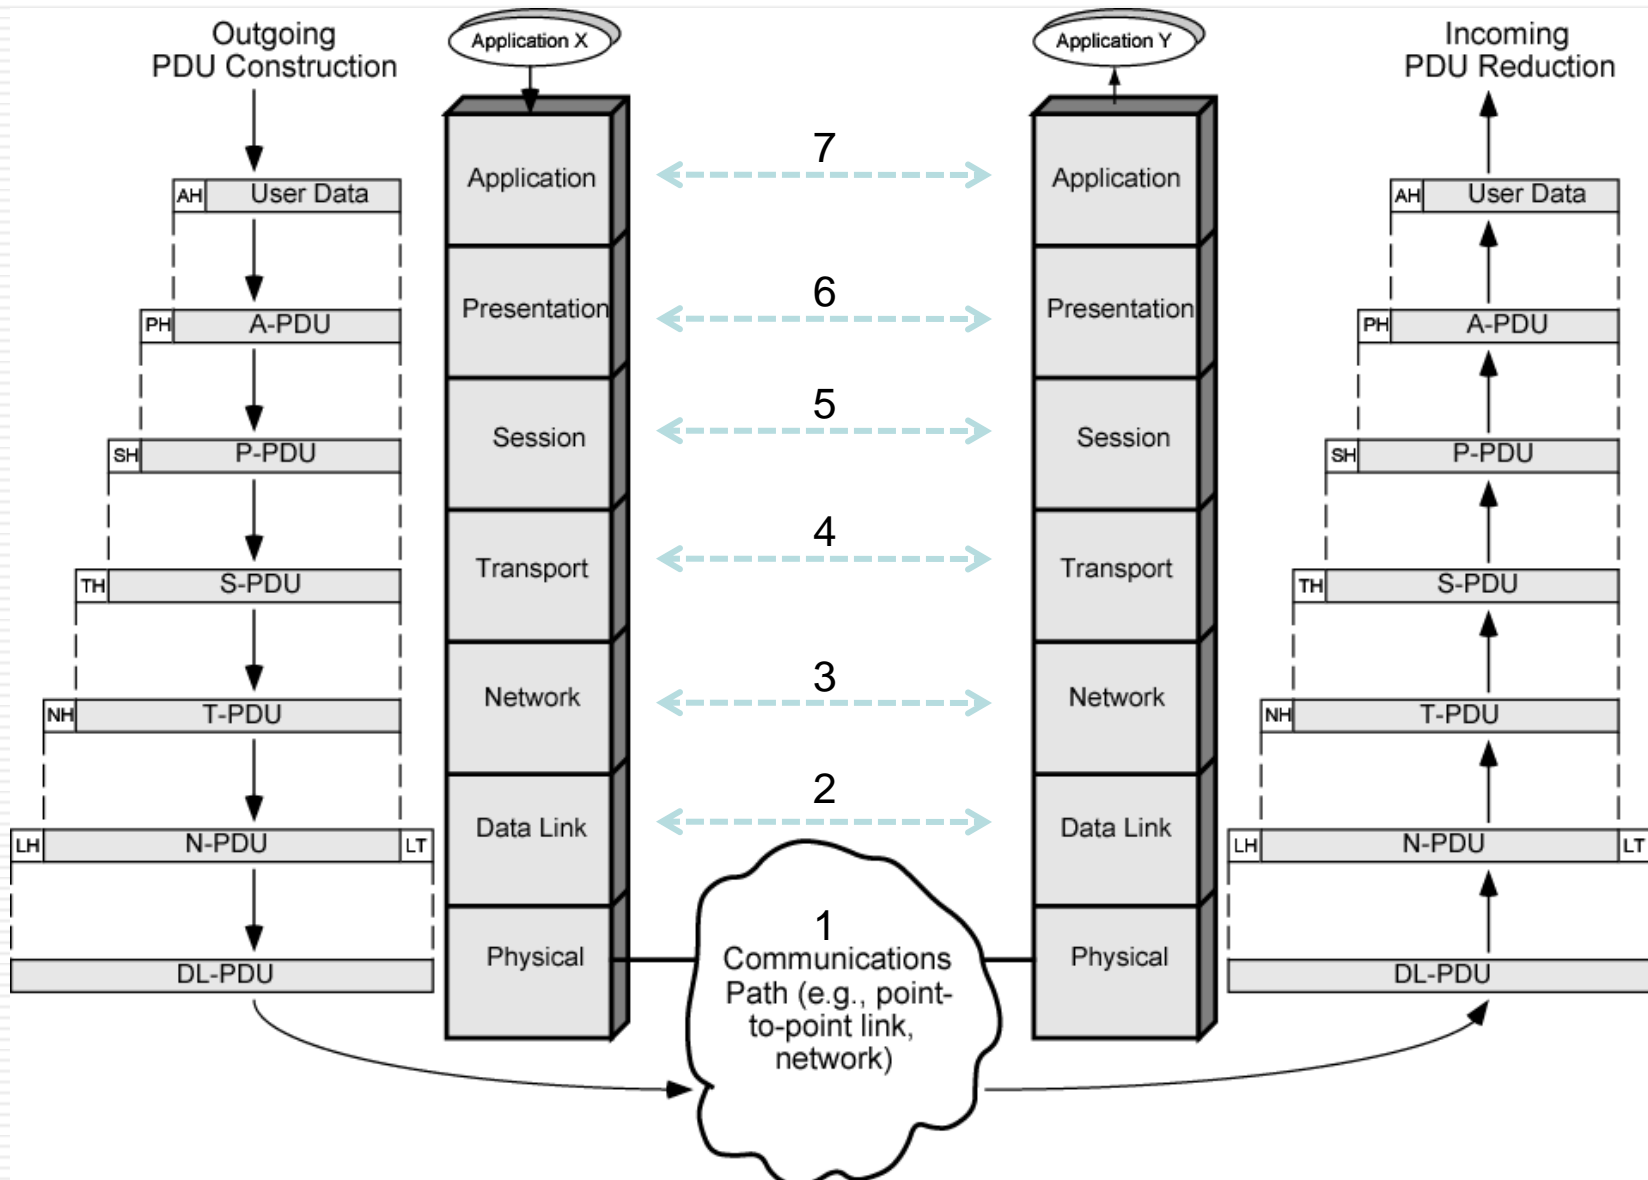 Outgoing
PDU Construction
Application X
Application Y
Incoming
PDU Reduction
AH User Data
Application
7
Application
AH User Data
PH A-PDU
Presentation
6
Presentation
PH A-PDU
SH P-PDU
Session
5
Session
SH P-PDU
TH S-PDU
Transport
4
Transport
TH S-PDU
NH T-PDU
Network
3
Network
NH T-PDU
LH N-PDU LT
Data Link
2
Data Link
LH N-PDU LT
DL-PDU
Physical
1
Communications
Path (e.g., point-
to-point link,
network)
Physical
DL-PDU